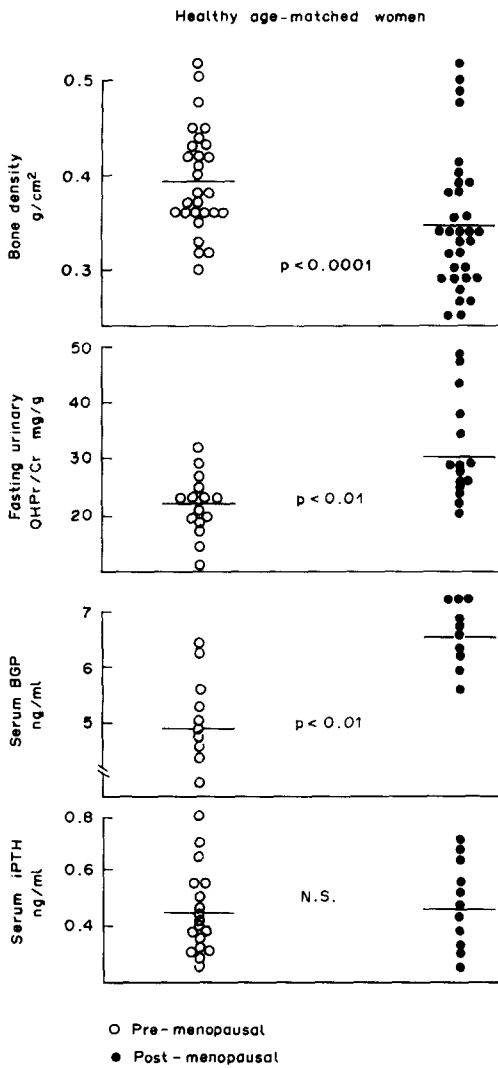 Healthy age-matched women
Bone density
g/cm²
0.5
0.4
0.3
p<0.0001
Fasting urinary
OHPr/Cr mg/g
50
40
30
20
p<0.01
Serum BGP
ng/ml
7
6
5
p<0.01
Serum iPTH
ng/ml
0.8
0.6
0.4
N.S.
Pre-menopausal
Post-menopausal